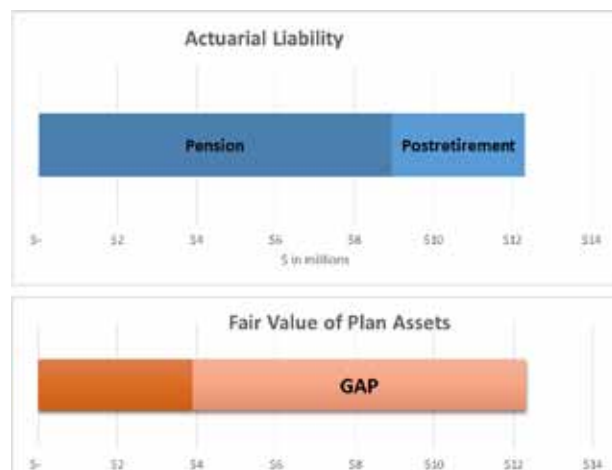 Actuarial Liability
Pension Postretirement
$- $2 $4 $6 $8 $10 $12 $14
$ in millions
Fair Value of Plan Assets
GAP
$- $2 $4 $6 $8 $10 $12 $14